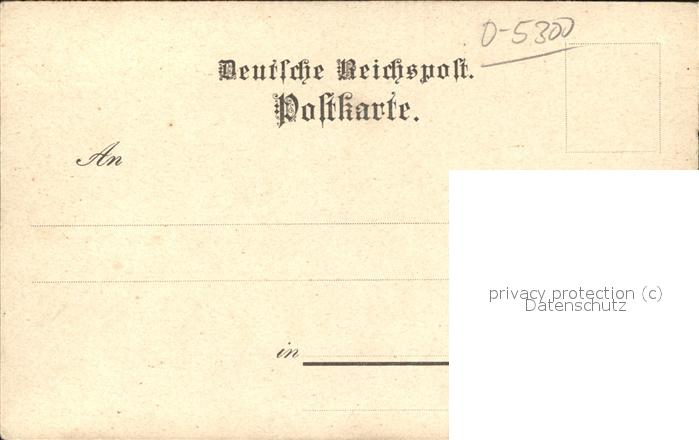 D-5300
Deutsche Reichspost.
Postkarte.
An
privacy protection (c)
Datenschutz
in